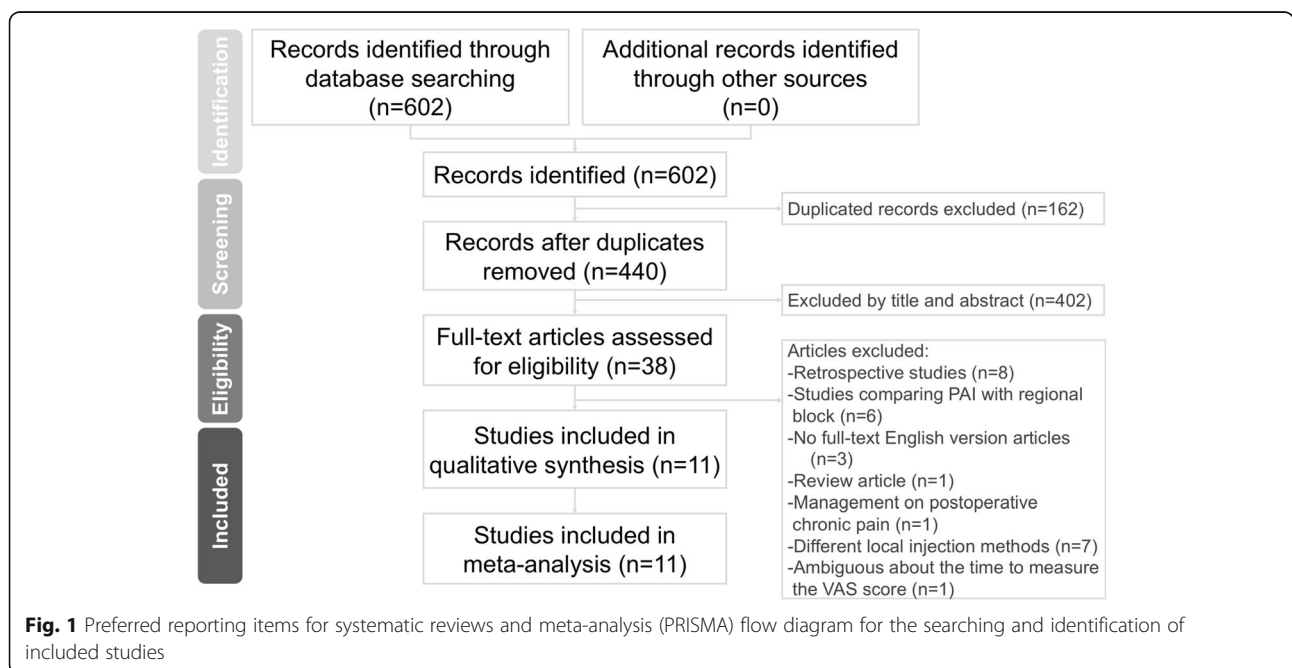 Identification
Records identified through
database searching
(n=602)
Additional records identified
through other sources
(n=0)
Records identified (n=602)
Screening
Duplicated records excluded (n=162)
Records after duplicates
removed (n=440)
Excluded by title and abstract (n=402)
Eligibility
Full-text articles assessed
for eligibility (n=38)
Articles excluded:
-Retrospective studies (n=8)
-Studies comparing PAI with regional
block (n=6)
-No full-text English version articles
(n=3)
-Review article (n=1)
-Management on postoperative
chronic pain (n=1)
-Different local injection methods (n=7)
-Ambiguous about the time to measure
the VAS score (n=1)
Included
Studies included in
qualitative synthesis (n=11)
Studies included in
meta-analysis (n=11)
Fig. 1 Preferred reporting items for systematic reviews and meta-analysis (PRISMA) flow diagram for the searching and identification of
included studies